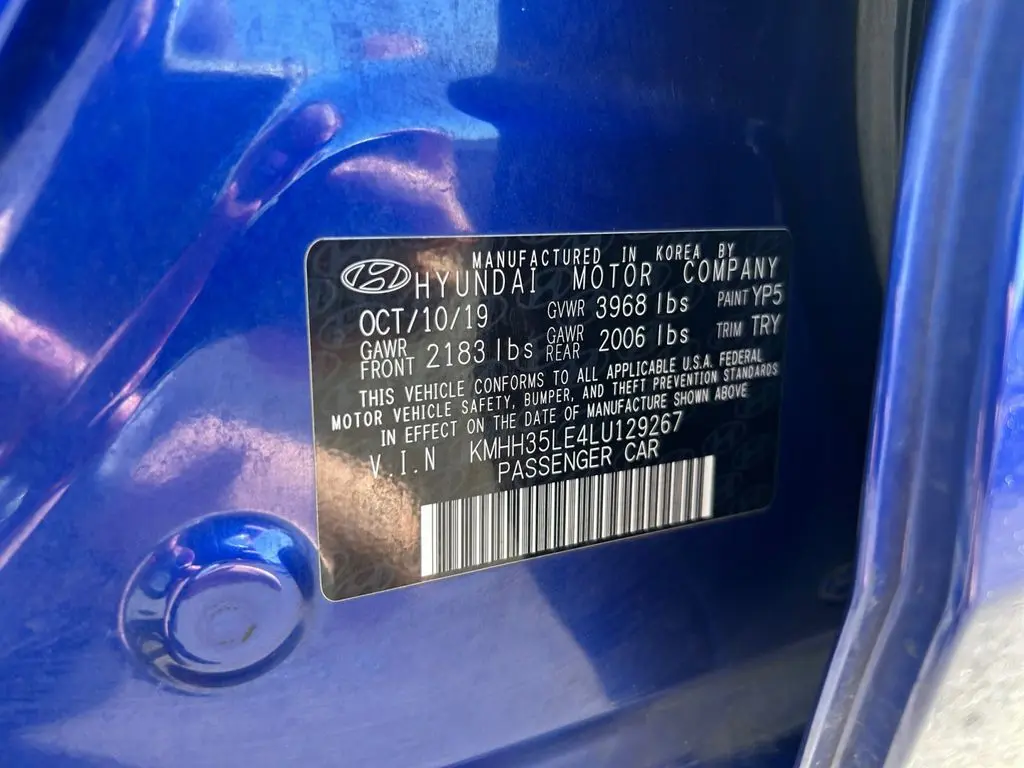 MANUFACTURED IN KOREA BY
HYUNDAI MOTOR COMPANY
OCT/10/19 GVWR 3968 lbs PAINT YP5
GAWR FRONT 2183 lbs GAWR REAR 2006 lbs TRIM TRY
THIS VEHICLE CONFORMS TO ALL APPLICABLE U.S.A. FEDERAL
MOTOR VEHICLE SAFETY, BUMPER, AND THEFT PREVENTION STANDARDS
IN EFFECT ON THE DATE OF MANUFACTURE SHOWN ABOVE
V.I.N KMHH35LE4LU129267
PASSENGER CAR